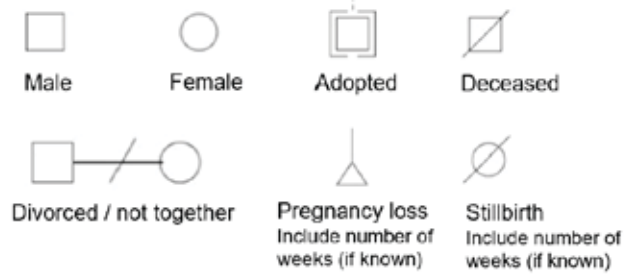 Male
Female
Adopted
Deceased
Divorced / not together
Pregnancy loss
Include number of
weeks (if known)
Stillbirth
Include number of
weeks (if known)